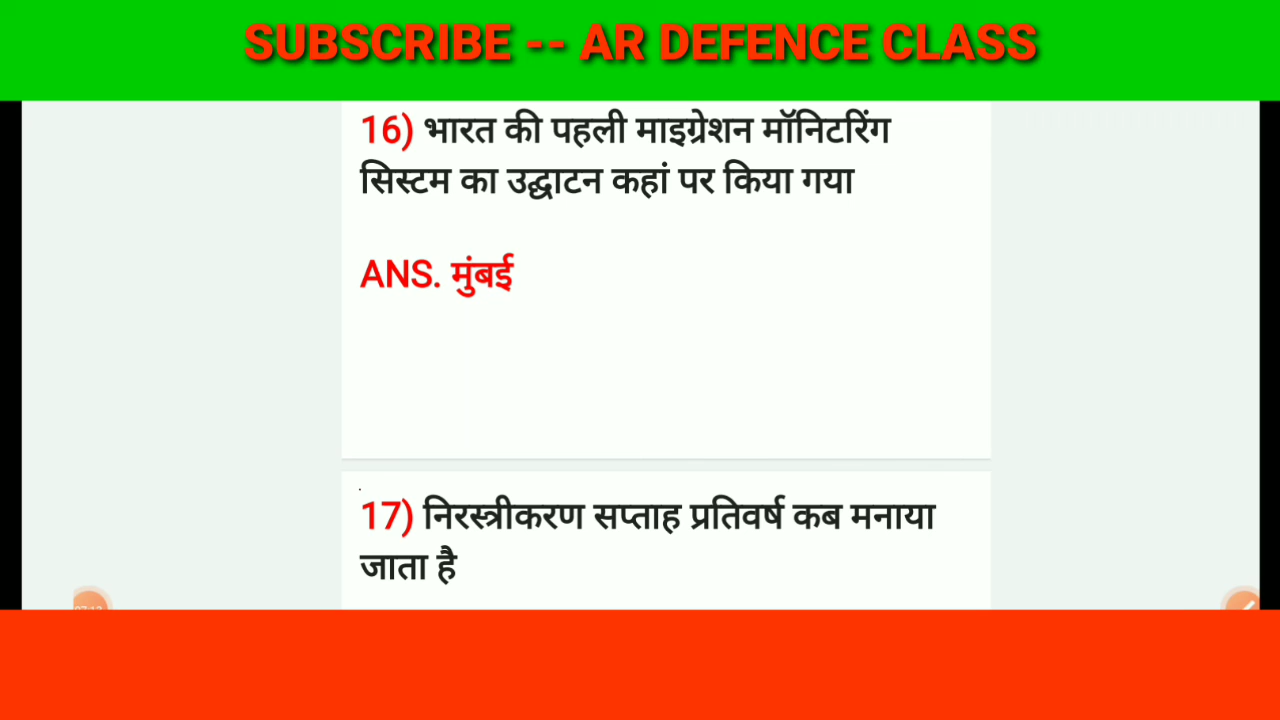 SUBSCRIBE -- AR DEFENCE CLASS
16) भारत की पहली माइग्रेशन मॉनिटरिंग
सिस्टम का उद्घाटन कहां पर किया गया
ANS. मुंबई
17) निरस्त्रीकरण सप्ताह प्रतिवर्ष कब मनाया
जाता है